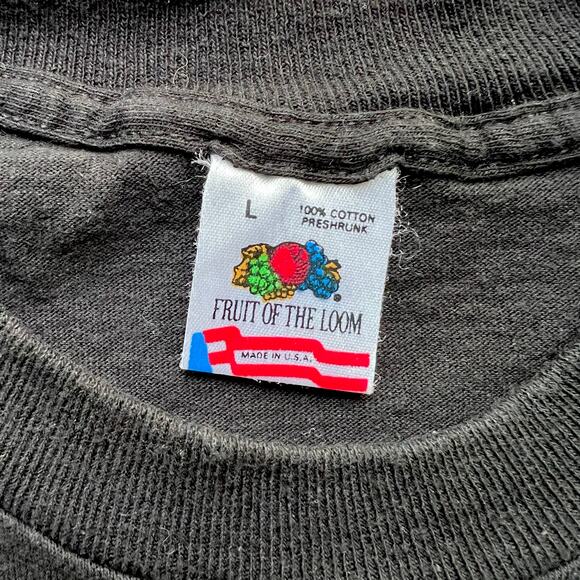 L
100% COTTON
PRESHRUNK
®
FRUIT OF THE LOOM
MADE IN U.S.A.